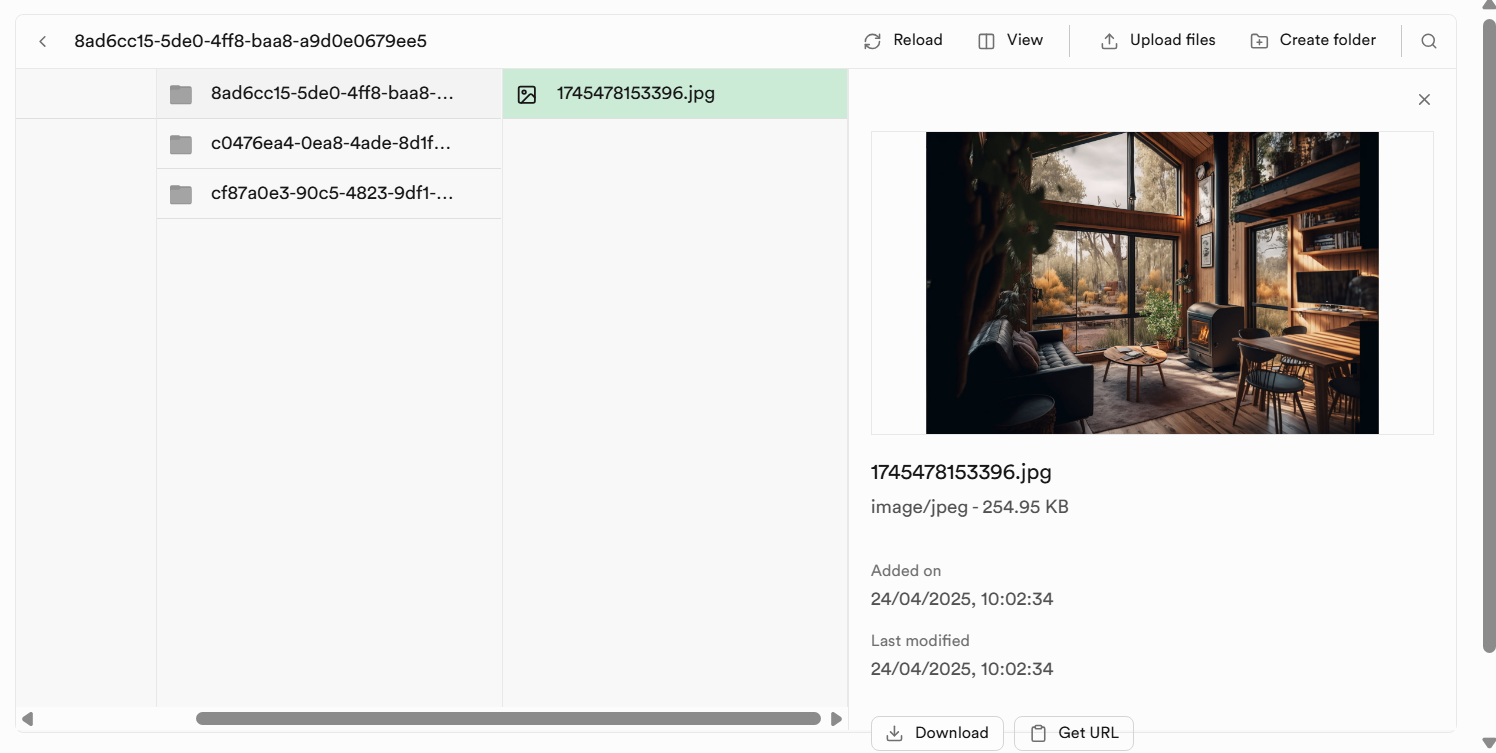 8ad6cc15-5de0-4ff8-baa8-a9d0e0679ee5
Reload
View
Upload files
Create folder
8ad6cc15-5de0-4ff8-baa8-...
c0476ea4-0ea8-4ade-8d1f...
cf87a0e3-90c5-4823-9df1-...
1745478153396.jpg
1745478153396.jpg
image/jpeg - 254.95 KB
Added on
24/04/2025, 10:02:34
Last modified
24/04/2025, 10:02:34
Download
Get URL